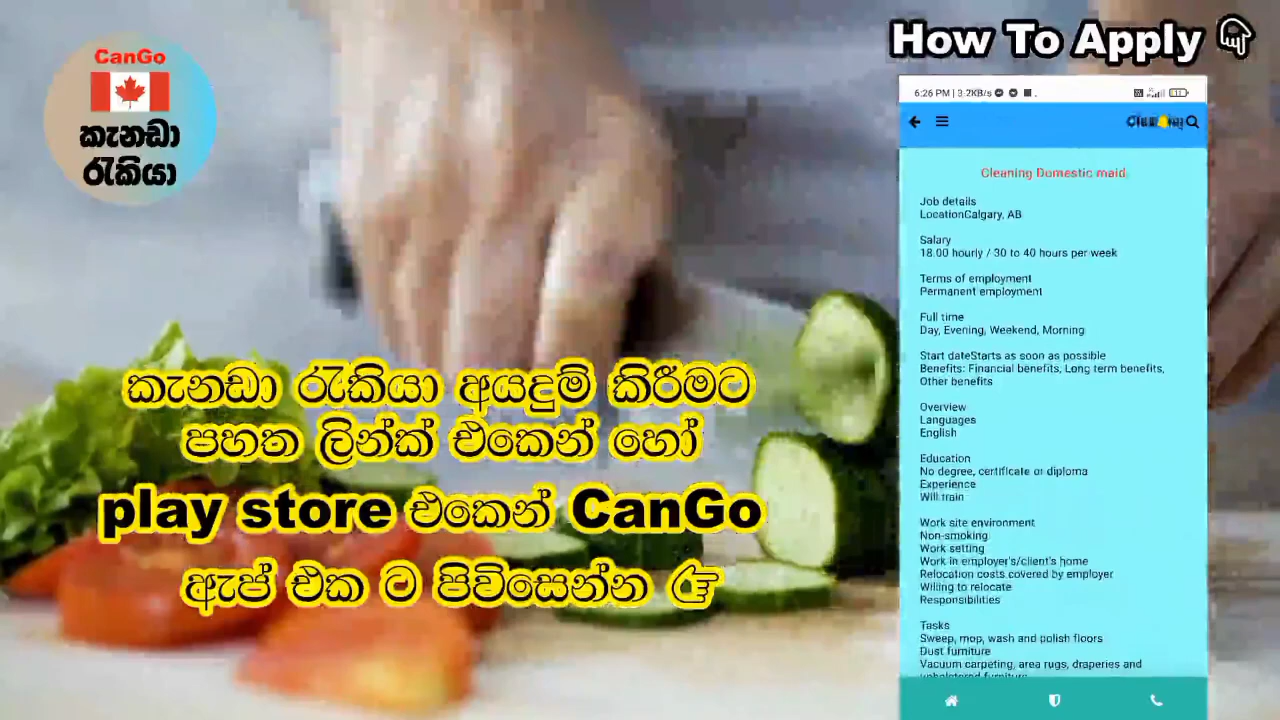 CanGo
කැනඩා
රැකියා
How To Apply
කැනඩා රැකියා අයදුම් කිරීමට
පහත ලින්ක් එකෙන් හෝ
play store එකෙන් CanGo
ඇප් එක ට පිවිසෙන්න
6:26 PM | 3.2KB/s
Cleaning Domestic maid
Job details
LocationCalgary, AB
Salary
18.00 hourly / 30 to 40 hours per week
Terms of employment
Permanent employment
Full time
Day, Evening, Weekend, Morning
Start dateStarts as soon as possible
Benefits: Financial benefits, Long term benefits,
Other benefits
Overview
Languages
English
Education
No degree, certificate or diploma
Experience
Will train
Work site environment
Non-smoking
Work setting
Work in employer's/client's home
Relocation costs covered by employer
Willing to relocate
Responsibilities
Tasks
Sweep, mop, wash and polish floors
Dust furniture
Vacuum carpeting, area rugs, draperies and
upholstered furniture